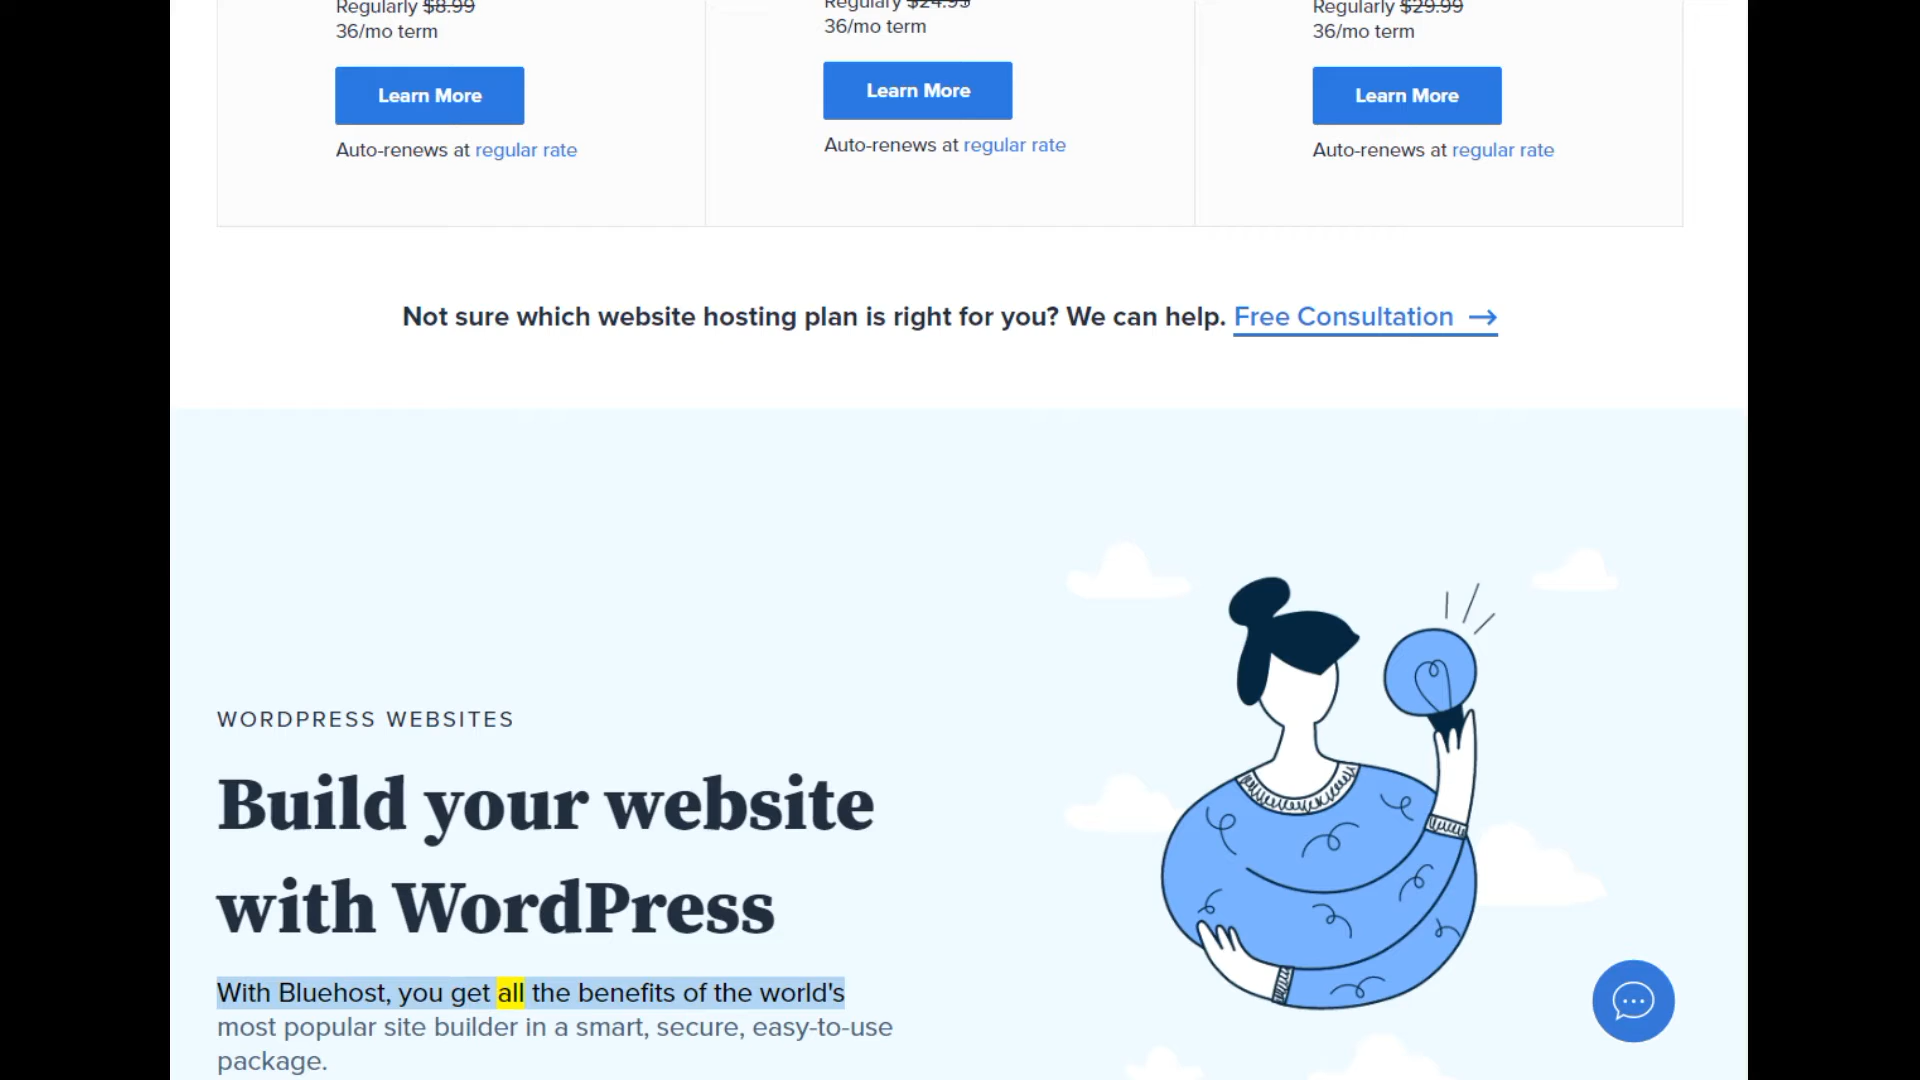 Regularly $8.99
36/mo term
Learn More
Auto-renews at regular rate
Regulary $24.95
36/mo term
Learn More
Auto-renews at regular rate
Regularly $29.99
36/mo term
Learn More
Auto-renews at regular rate
Not sure which website hosting plan is right for you? We can help. Free Consultation →
WORDPRESS WEBSITES
Build your website
with WordPress
With Bluehost, you get all the benefits of the world's
most popular site builder in a smart, secure, easy-to-use
package.